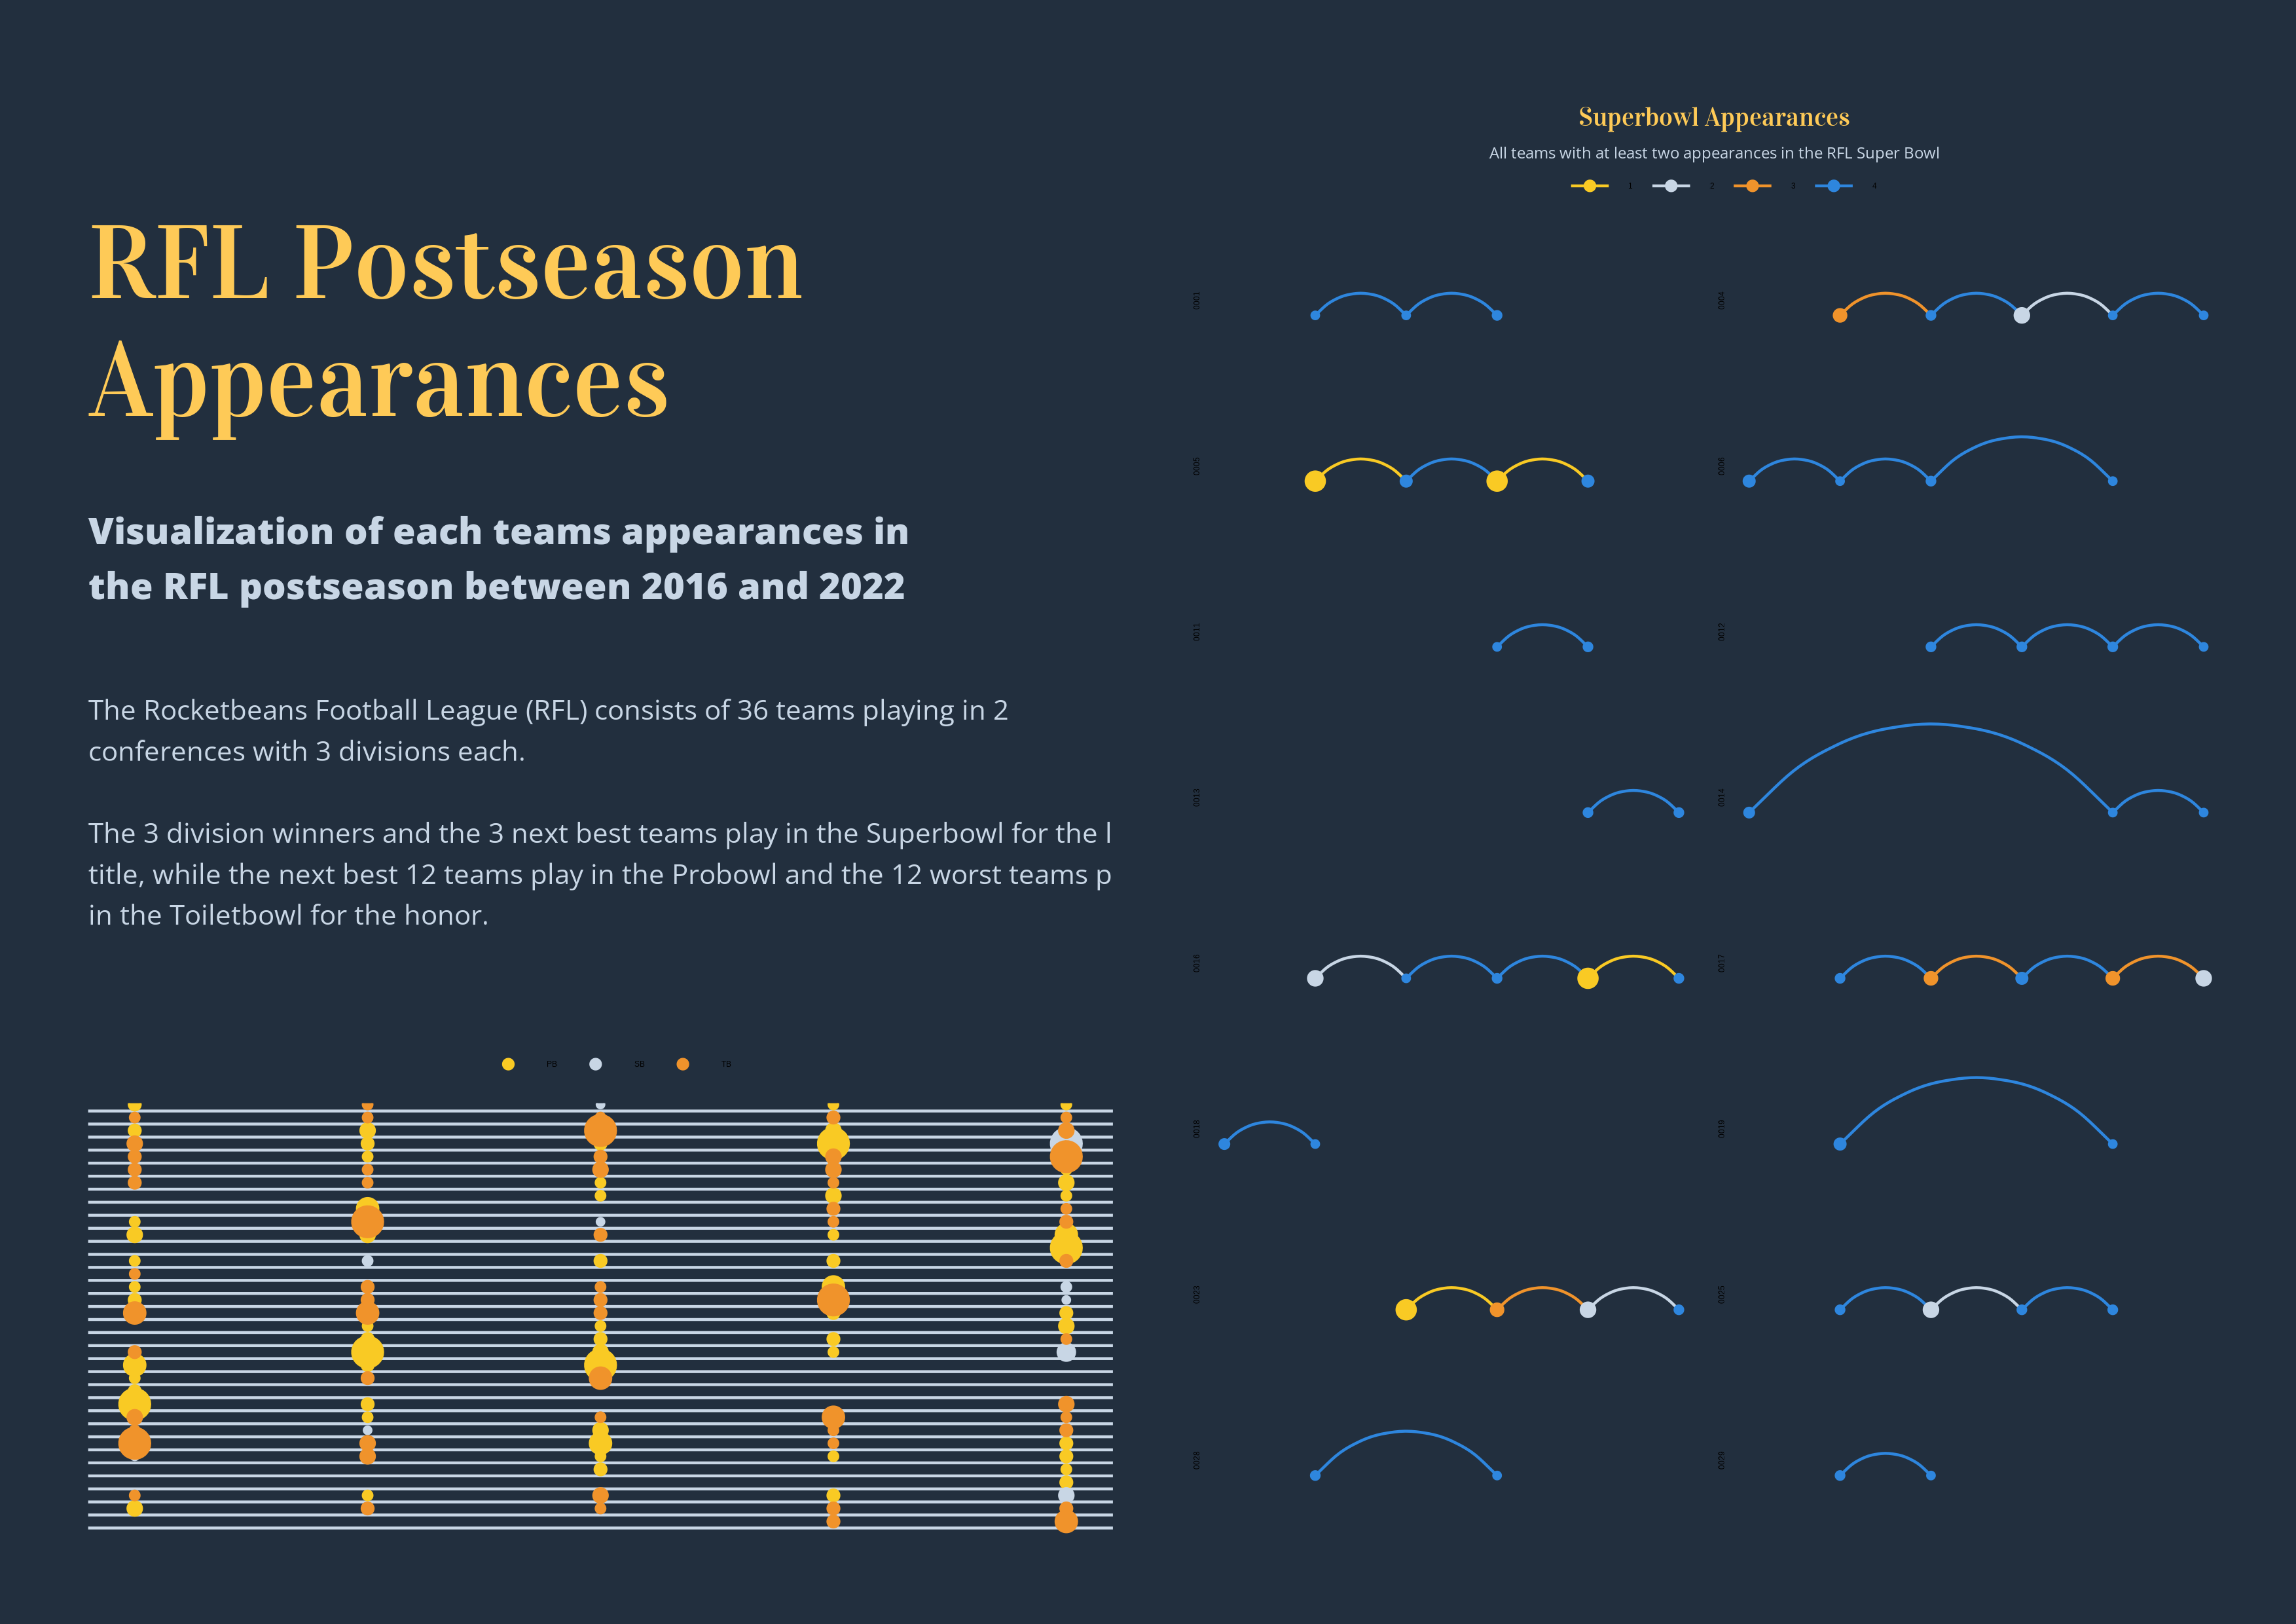 RFL Postseason
Appearances
Visualization of each teams appearances in
the RFL postseason between 2016 and 2022
The Rocketbeans Football League (RFL) consists of 36 teams playing in 2
conferences with 3 divisions each.
The 3 division winners and the 3 next best teams play in the Superbowl for the l
title, while the next best 12 teams play in the Probowl and the 12 worst teams p
in the Toiletbowl for the honor.
PB SB TB
Superbowl Appearances
All teams with at least two appearances in the RFL Super Bowl
1 2 3 4
0001 0004
0005 0006
0011 0012
0013 0014
0016 0017
0018 0019
0023 0025
0028 0029